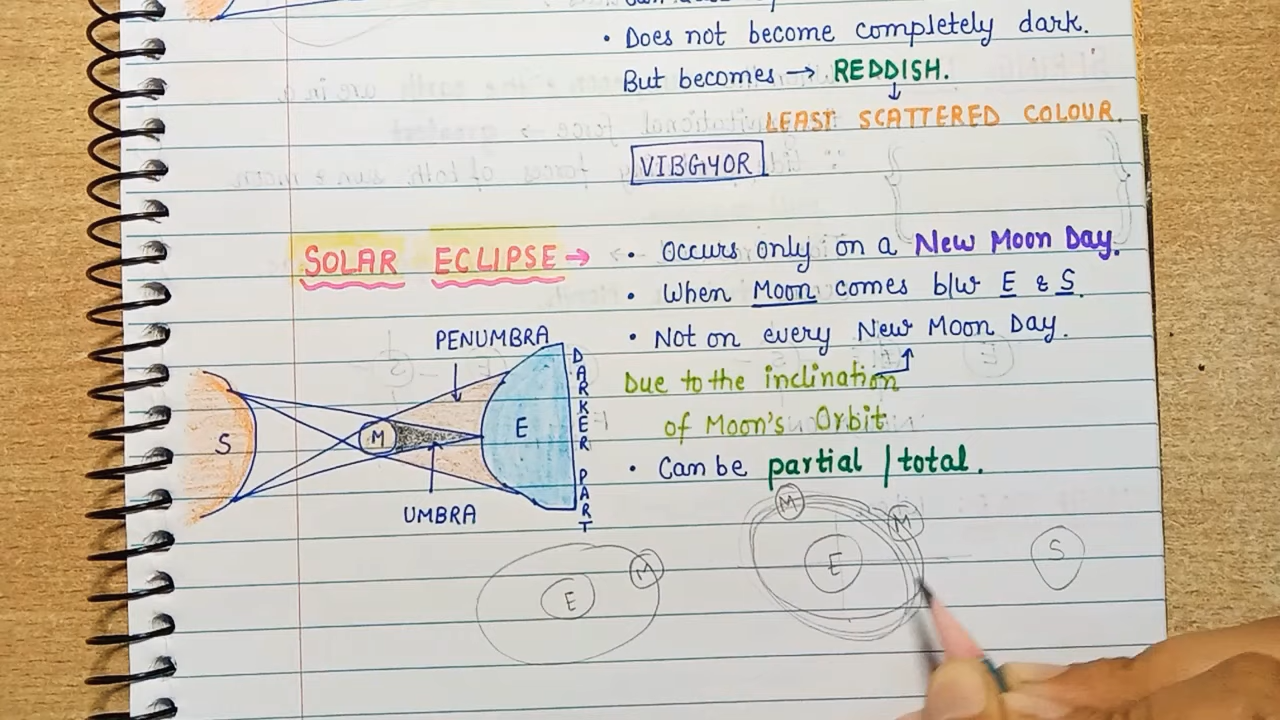 • Does not become completely dark.
But becomes → REDDISH.
↓
LEAST SCATTERED COLOUR.
VIBGYOR
SOLAR ECLIPSE →
• Occurs only on a New Moon Day.
• When Moon comes b/w E & S.
• Not on every New Moon Day.
Due to the inclination
of Moon's Orbit
• Can be partial / total.
PENUMBRA
S
M
E
DARKER PART
UMBRA
E
M
M
M
E
S